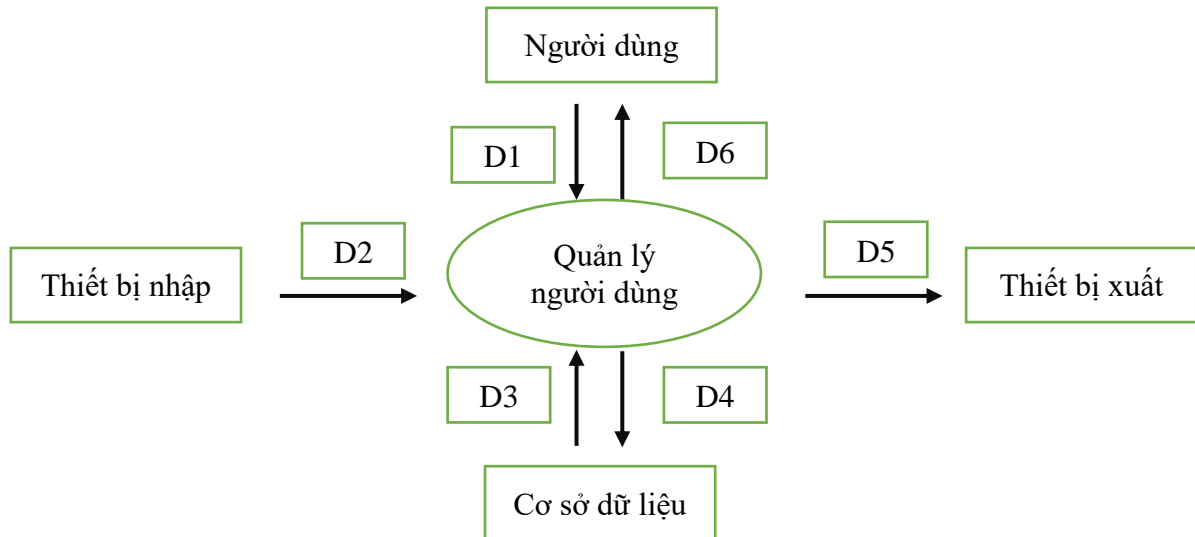 Người dùng
D1
D6
D2
Quản lý
người dùng
D5
Thiết bị nhập
Thiết bị xuất
D3
D4
Cơ sở dữ liệu